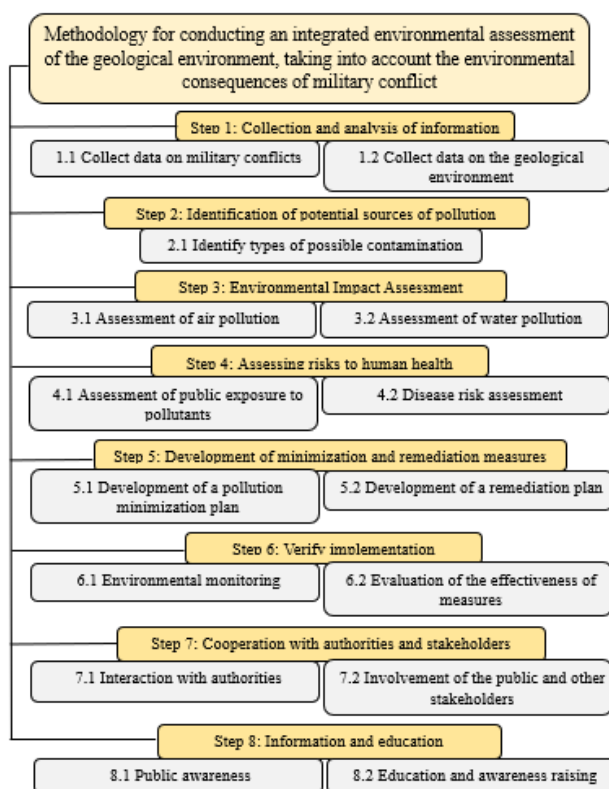 Methodology for conducting an integrated environmental assessment
of the geological environment, taking into account the environmental
consequences of military conflict
Step 1: Collection and analysis of information
1.1 Collect data on military conflicts
1.2 Collect data on the geological
environment
Step 2: Identification of potential sources of pollution
2.1 Identify types of possible contamination
Step 3: Environmental Impact Assessment
3.1 Assessment of air pollution
3.2 Assessment of water pollution
Step 4: Assessing risks to human health
4.1 Assessment of public exposure to
pollutants
4.2 Disease risk assessment
Step 5: Development of minimization and remediation measures
5.1 Development of a pollution
minimization plan
5.2 Development of a remediation plan
Step 6: Verify implementation
6.1 Environmental monitoring
6.2 Evaluation of the effectiveness of
measures
Step 7: Cooperation with authorities and stakeholders
7.1 Interaction with authorities
7.2 Involvement of the public and other
stakeholders
Step 8: Information and education
8.1 Public awareness
8.2 Education and awareness raising